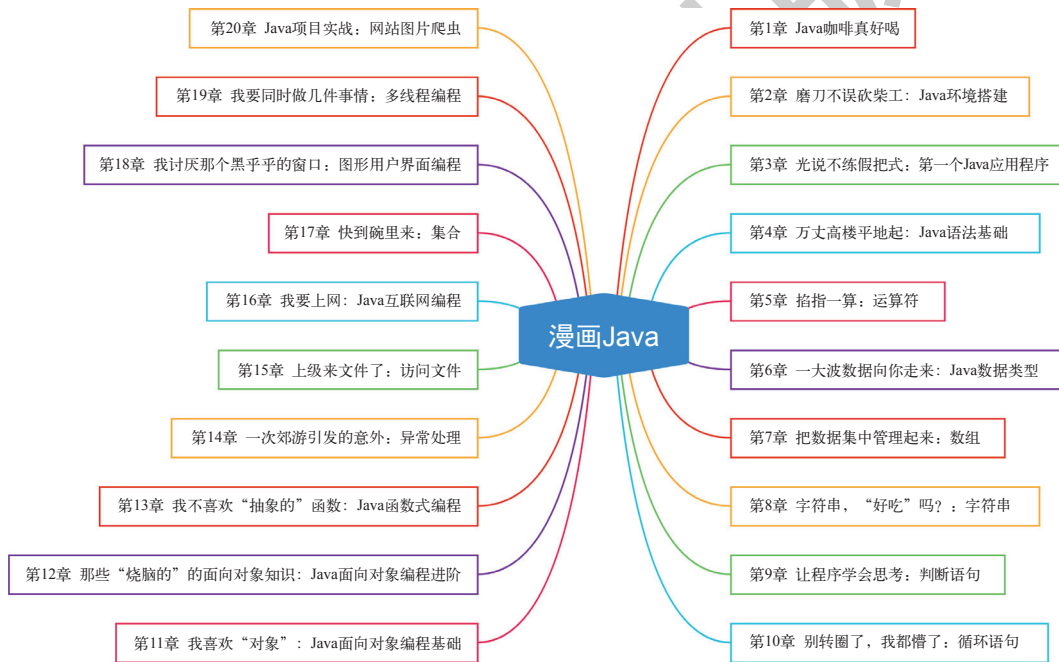 漫画Java
第1章 Java咖啡真好喝
第2章 磨刀不误砍柴工：Java环境搭建
第3章 光说不练假把式：第一个Java应用程序
第4章 万丈高楼平地起：Java语法基础
第5章 掐指一算：运算符
第6章 一大波数据向你走来：Java数据类型
第7章 把数据集中管理起来：数组
第8章 字符串，“好吃”吗？：字符串
第9章 让程序学会思考：判断语句
第10章 别转圈了，我都懵了：循环语句
第11章 我喜欢“对象”：Java面向对象编程基础
第12章 那些“烧脑的”的面向对象知识：Java面向对象编程进阶
第13章 我不喜欢“抽象的”函数：Java函数式编程
第14章 一次郊游引发的意外：异常处理
第15章 上级来文件了：访问文件
第16章 我要上网：Java互联网编程
第17章 快到碗里来：集合
第18章 我讨厌那个黑乎乎的窗口：图形用户界面编程
第19章 我要同时做几件事情：多线程编程
第20章 Java项目实战：网站图片爬虫